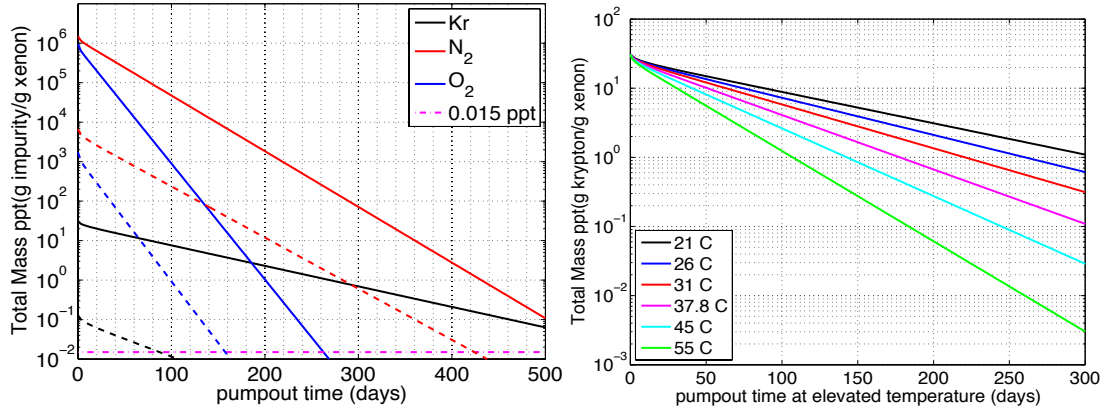 Total Mass ppt(g impurity/g xenon)
10^6
10^5
10^4
10^3
10^2
10^1
10^0
10^-1
10^-2
0 100 200 300 400 500
pumpout time (days)
Kr
N_2
O_2
0.015 ppt
Total Mass ppt(g krypton/g xenon)
10^2
10^1
10^0
10^-1
10^-2
10^-3
0 50 100 150 200 250 300
pumpout time at elevated temperature (days)
21 C
26 C
31 C
37.8 C
45 C
55 C